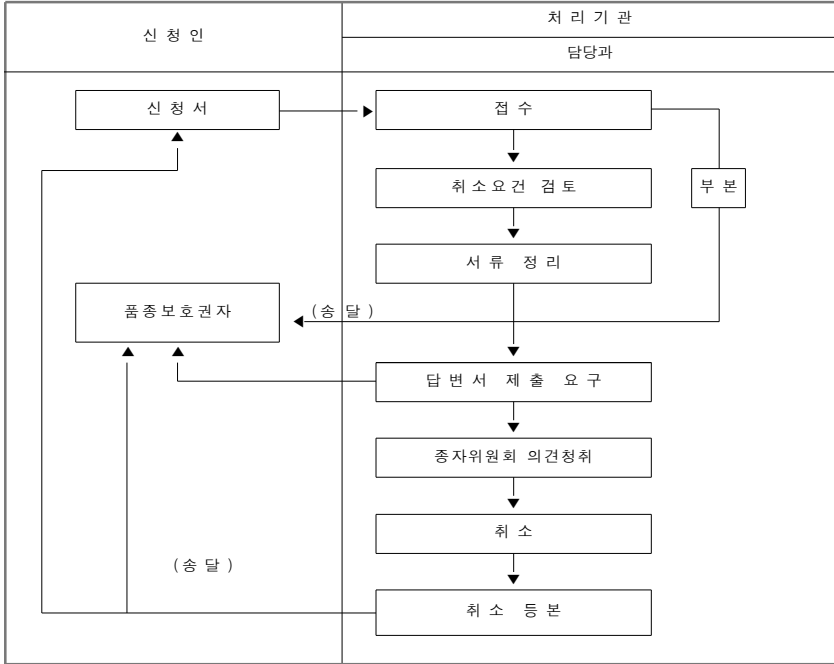 신청인
처리기관
담당과
신청서
접수
취소요건 검토
부본
서류 정리
품종보호권자
(송달)
답변서 제출 요구
종자위원회 의견청취
취소
(송달)
취소 등본